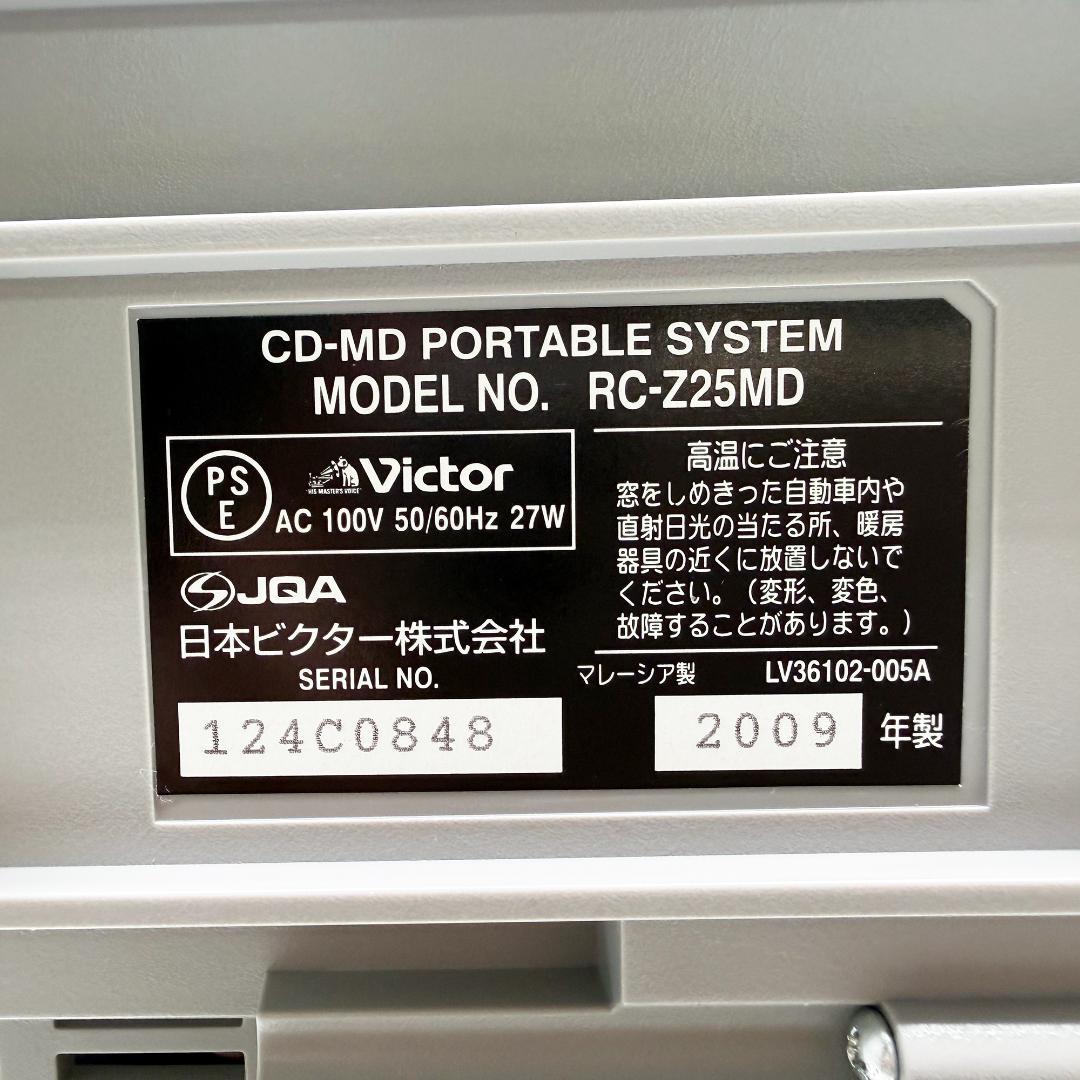 CD-MD PORTABLE SYSTEM
MODEL NO. RC-Z25MD
PS
E
"HIS MASTER'S VOICE"
Victor
AC 100V 50/60Hz 27W
JQA
日本ビクター株式会社
SERIAL NO.
124C0848
高温にご注意
窓をしめきった自動車内や
直射日光の当たる所、暖房
器具の近くに放置しないで
ください。（変形、変色、
故障することがあります。）
マレーシア製 LV36102-005A
2009 年製